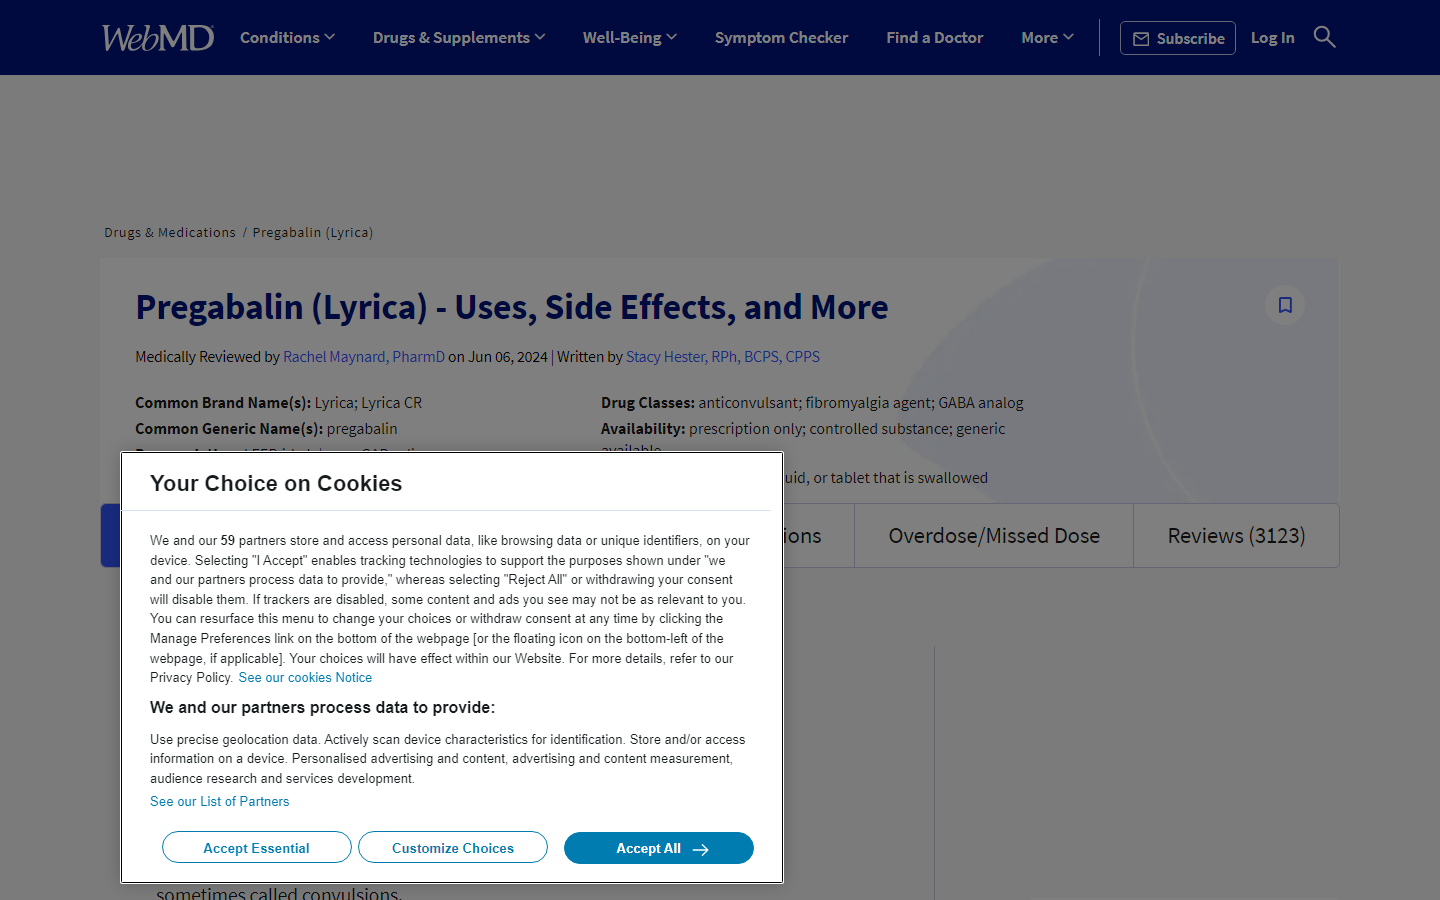 WebMD
Conditions
Drugs & Supplements
Well-Being
Symptom Checker
Find a Doctor
More
Subscribe
Log In
Drugs & Medications / Pregabalin (Lyrica)
Pregabalin (Lyrica) - Uses, Side Effects, and More
Medically Reviewed by Rachel Maynard, PharmD on Jun 06, 2024 | Written by Stacy Hester, RPh, BCPS, CPPS
Common Brand Name(s): Lyrica; Lyrica CR
Common Generic Name(s): pregabalin
Drug Classes: anticonvulsant; fibromyalgia agent; GABA analog
Availability: prescription only; controlled substance; generic
available
uid, or tablet that is swallowed
ions
Overdose/Missed Dose
Reviews (3123)
Your Choice on Cookies
We and our 59 partners store and access personal data, like browsing data or unique identifiers, on your
device. Selecting "I Accept" enables tracking technologies to support the purposes shown under "we
and our partners process data to provide," whereas selecting "Reject All" or withdrawing your consent
will disable them. If trackers are disabled, some content and ads you see may not be as relevant to you.
You can resurface this menu to change your choices or withdraw consent at any time by clicking the
Manage Preferences link on the bottom of the webpage [or the floating icon on the bottom-left of the
webpage, if applicable]. Your choices will have effect within our Website. For more details, refer to our
Privacy Policy. See our cookies Notice
We and our partners process data to provide:
Use precise geolocation data. Actively scan device characteristics for identification. Store and/or access
information on a device. Personalised advertising and content, advertising and content measurement,
audience research and services development.
See our List of Partners
Accept Essential
Customize Choices
Accept All
sometimes called convulsions.